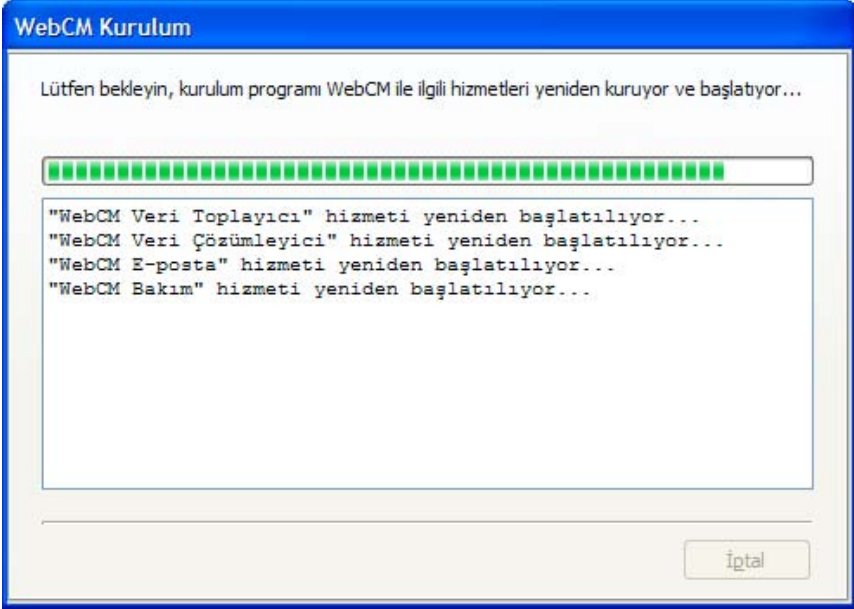 WebCM Kurulum
Lütfen bekleyin, kurulum programı WebCM ile ilgili hizmetleri yeniden kuruyor ve başlatıyor...
"WebCM Veri Toplayıcı" hizmeti yeniden başlatılıyor...
"WebCM Veri Çözümleyici" hizmeti yeniden başlatılıyor...
"WebCM E-posta" hizmeti yeniden başlatılıyor...
"WebCM Bakım" hizmeti yeniden başlatılıyor...
İptal